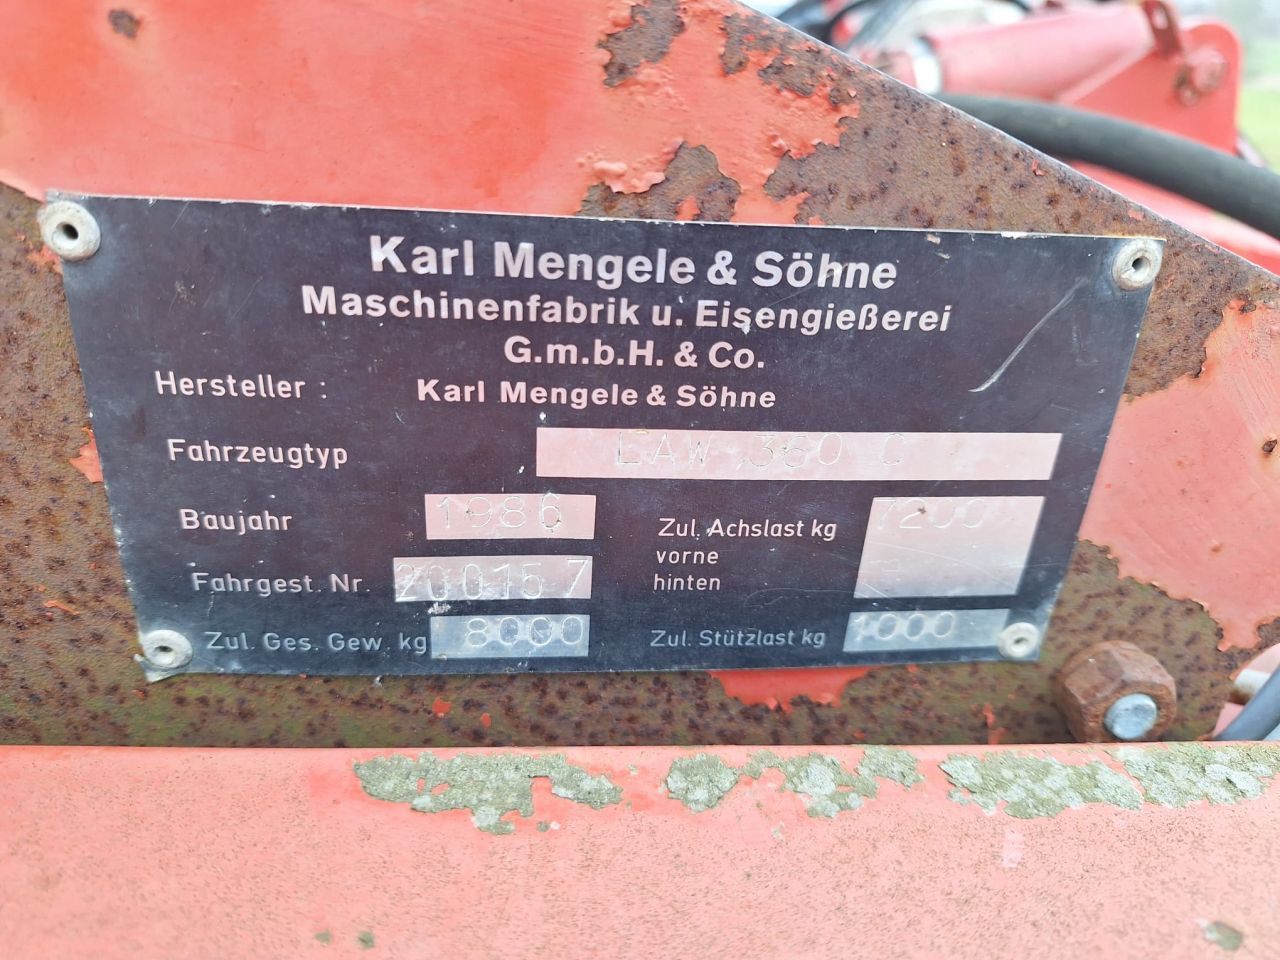 Karl Mengele & Söhne
Maschinenfabrik u. Eisengießerei
G.m.b.H. & Co.
Hersteller : Karl Mengele & Söhne
Fahrzeugtyp LAW 360 C
Baujahr 1986 Zul. Achslast kg 7200
vorne
hinten
Fahrgest. Nr. 200157
Zul. Ges. Gew. kg 8000 Zul. Stützlast kg 1000